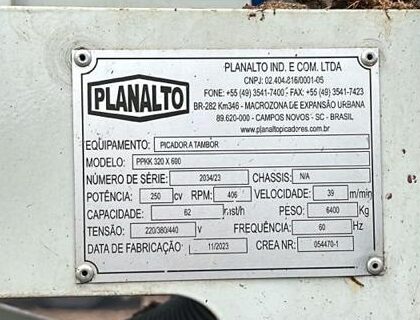 PLANALTO IND. E COM. LTDA
CNPJ: 02.404.816/0001-05
FONE: +55 (49) 3541-7400 - FAX: +55 (49) 3541-7423
BR-282 Km346 - MACROZONA DE EXPANSÃO URBANA
89.620-000 - CAMPOS NOVOS - SC - BRASIL
www.planaltopicadores.com.br
PLANALTO
EQUIPAMENTO: PICADOR A TAMBOR
MODELO: PPKK 320 X 600
NÚMERO DE SÉRIE: 2034/23 CHASSI: N/A
POTÊNCIA: 250 cv RPM: 406 VELOCIDADE: 39 m/min
CAPACIDADE: 62 mst/h PESO: 6400 Kg
TENSÃO: 220/380/440 V FREQUÊNCIA: 60 Hz
DATA DE FABRICAÇÃO 11/2023 CREA NR: 054470-1